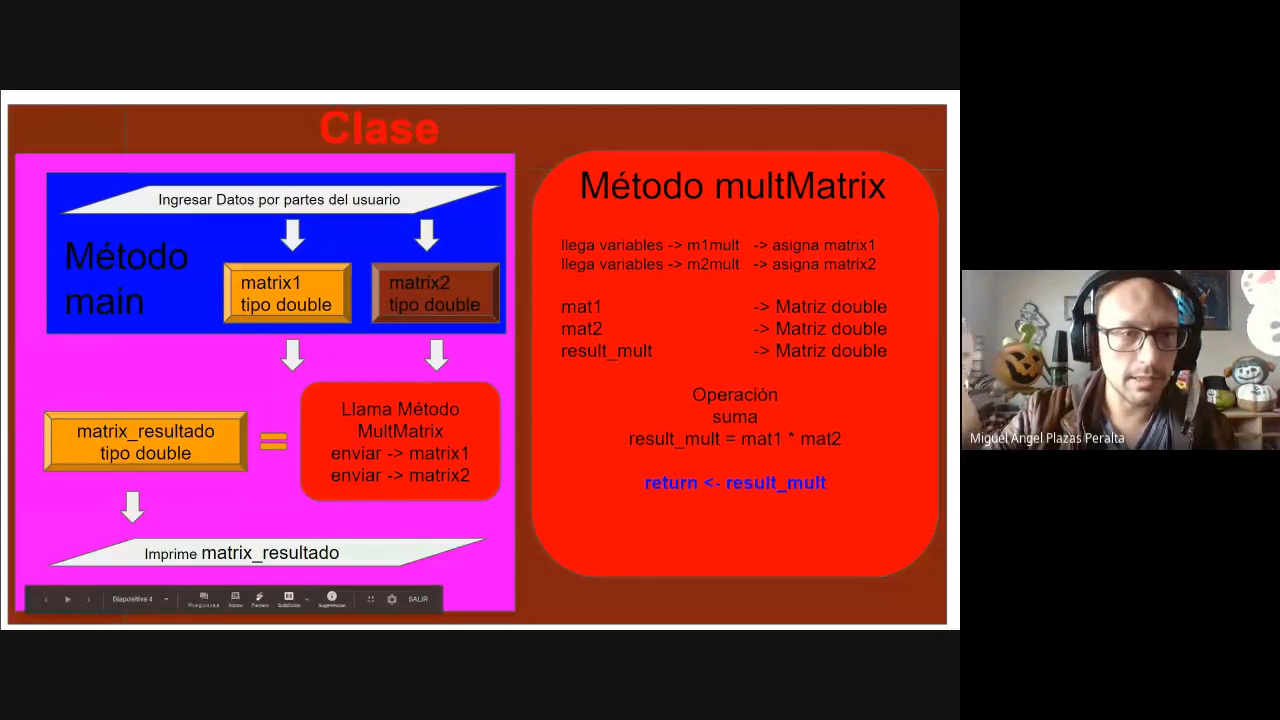 Clase
Ingresar Datos por partes del usuario
Método
main
matrix1
tipo double
matrix2
tipo double
matrix_resultado
tipo double
Llama Método
MultMatrix
enviar -> matrix1
enviar -> matrix2
Imprime matrix_resultado
Diapositiva 4
SALIR
Método multMatrix
llega variables -> m1mult -> asigna matrix1
llega variables -> m2mult -> asigna matrix2
mat1 -> Matriz double
mat2 -> Matriz double
result_mult -> Matriz double
Operación
suma
result_mult = mat1 * mat2
return <- result_mult
Miguel Angel Plazas Peralta